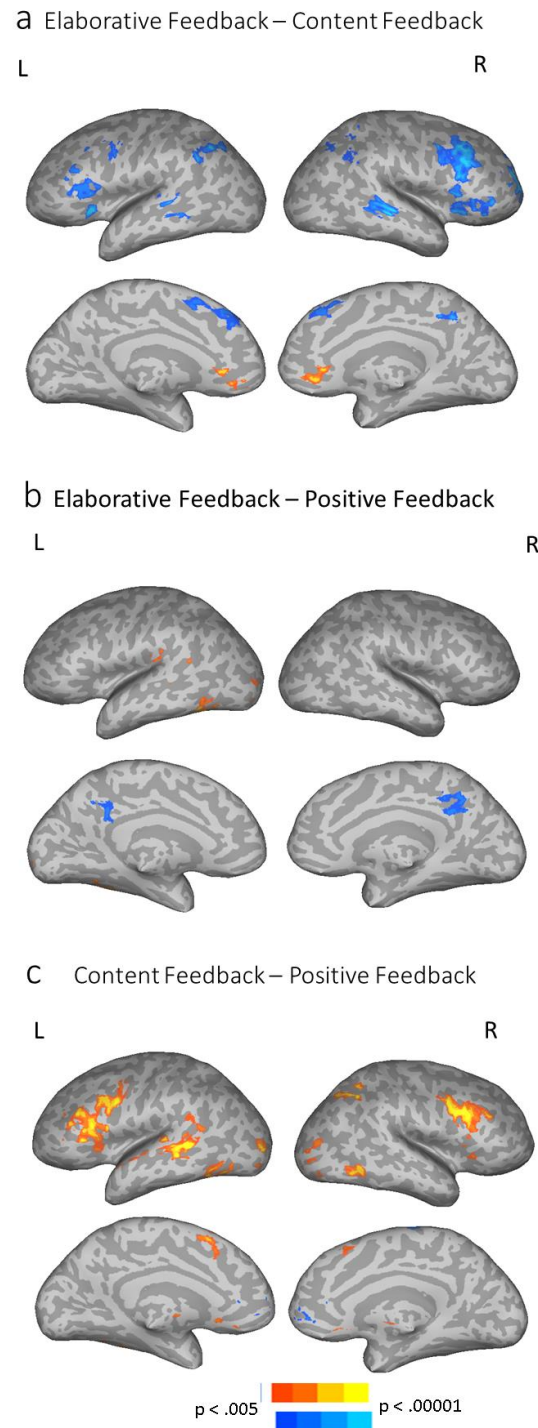 a Elaborative Feedback – Content Feedback
L R
b Elaborative Feedback – Positive Feedback
L R
c Content Feedback – Positive Feedback
L R
p < .005 p < .00001